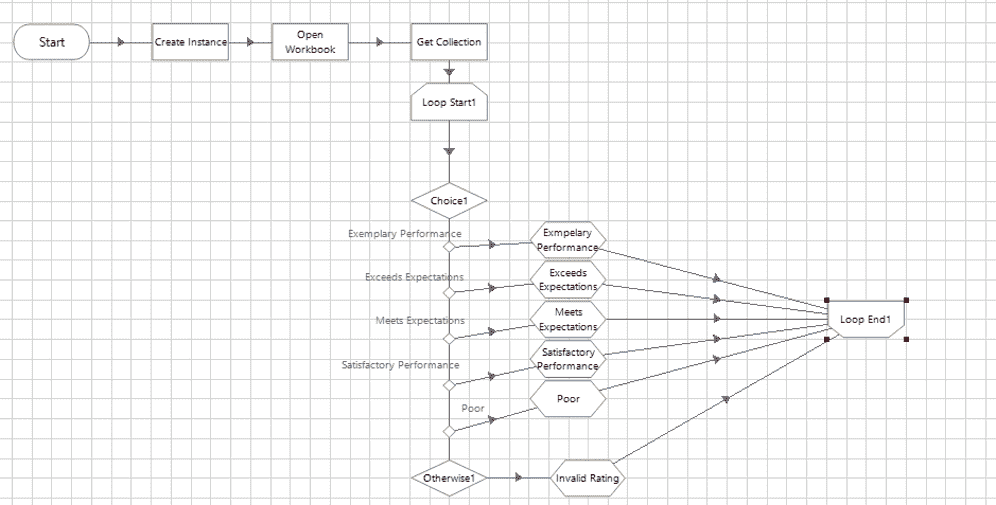 Start
Create Instance
Open
Workbook
Get Collection
Loop Start1
Choice1
Exemplary Performance
Exmpelary
Performance
Exceeds Expectations
Exceeds
Expectations
Meets Expectations
Meets
Expectations
Loop End1
Satisfactory Performance
Satisfactory
Performance
Poor
Poor
Otherwise1
Invalid Rating